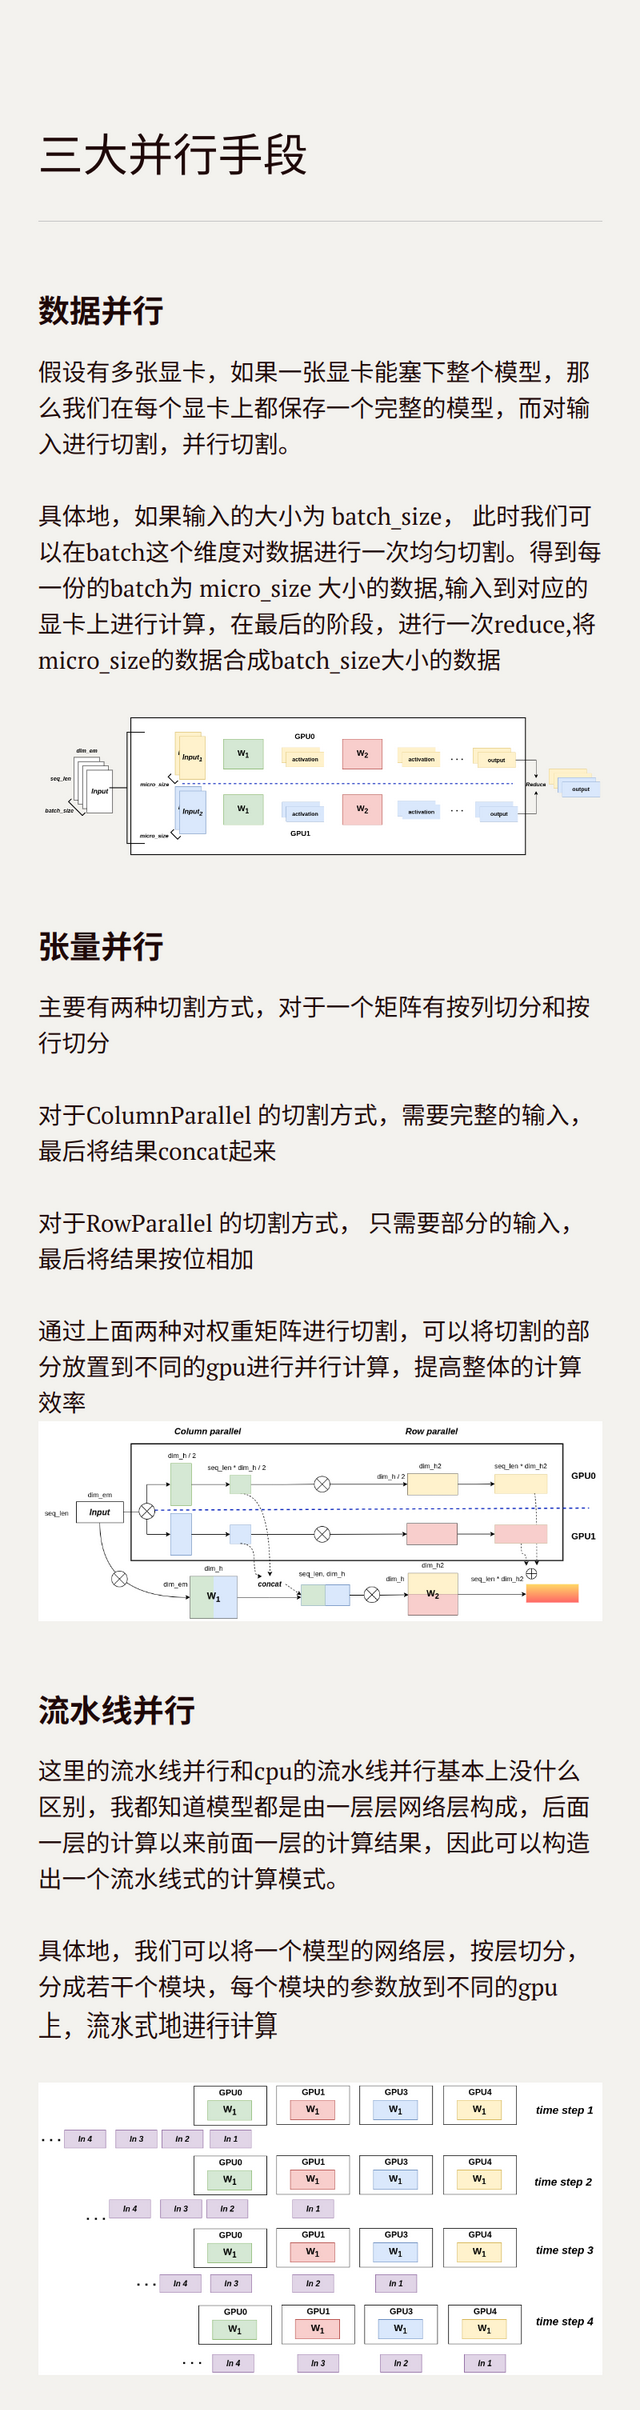 三大并行手段
数据并行
假设有多张显卡，如果一张显卡能塞下整个模型，那
么我们在每个显卡上都保存一个完整的模型，而对输
入进行切割，并行切割。
具体地，如果输入的大小为 batch_size， 此时我们可
以在batch这个维度对数据进行一次均匀切割。得到每
一份的batch为 micro_size 大小的数据,输入到对应的
显卡上进行计算，在最后的阶段，进行一次reduce,将
micro_size的数据合成batch_size大小的数据
GPU0
dim_em
seq_len
Input
batch_size
Input1
W1
activation
W2
activation
...
output
micro_size
Reduce
output
Input2
W1
activation
W2
activation
...
output
micro_size
GPU1
张量并行
主要有两种切割方式，对于一个矩阵有按列切分和按
行切分
对于ColumnParallel 的切割方式，需要完整的输入，
最后将结果concat起来
对于RowParallel 的切割方式， 只需要部分的输入，
最后将结果按位相加
通过上面两种对权重矩阵进行切割，可以将切割的部
分放置到不同的gpu进行并行计算，提高整体的计算
效率
Column parallel
Row parallel
dim_h / 2
seq_len * dim_h / 2
dim_h2
seq_len * dim_h2
dim_h / 2
GPU0
dim_em
seq_len
Input
GPU1
dim_h
seq_len, dim_h
dim_h2
dim_em
W1
concat
dim_h
W2
seq_len * dim_h2
流水线并行
这里的流水线并行和cpu的流水线并行基本上没什么
区别，我都知道模型都是由一层层网络层构成，后面
一层的计算以来前面一层的计算结果，因此可以构造
出一个流水线式的计算模式。
具体地，我们可以将一个模型的网络层，按层切分，
分成若干个模块，每个模块的参数放到不同的gpu
上，流水式地进行计算
GPU0 GPU1 GPU3 GPU4
W1 W1 W1 W1 time step 1
... In 4 In 3 In 2 In 1
GPU0 GPU1 GPU3 GPU4
W1 W1 W1 W1 time step 2
... In 4 In 3 In 2 In 1
GPU0 GPU1 GPU3 GPU4
W1 W1 W1 W1 time step 3
... In 4 In 3 In 2 In 1
GPU0 GPU1 GPU3 GPU4
W1 W1 W1 W1 time step 4
... In 4 In 3 In 2 In 1